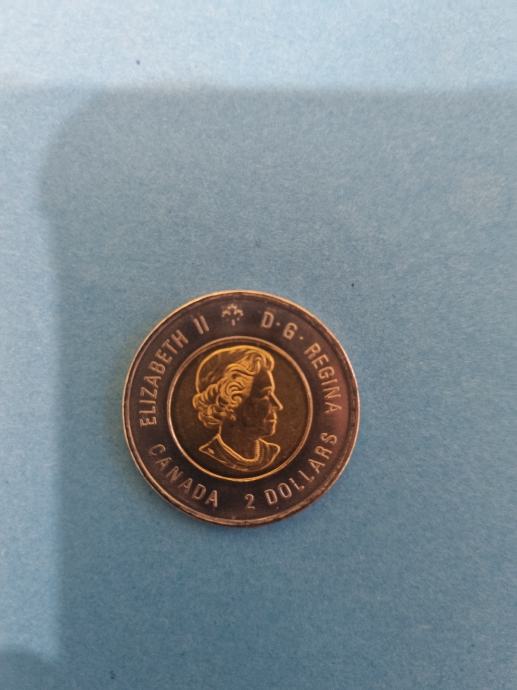 ELIZABETH II D·G· REGINA
CANADA 2 DOLLARS